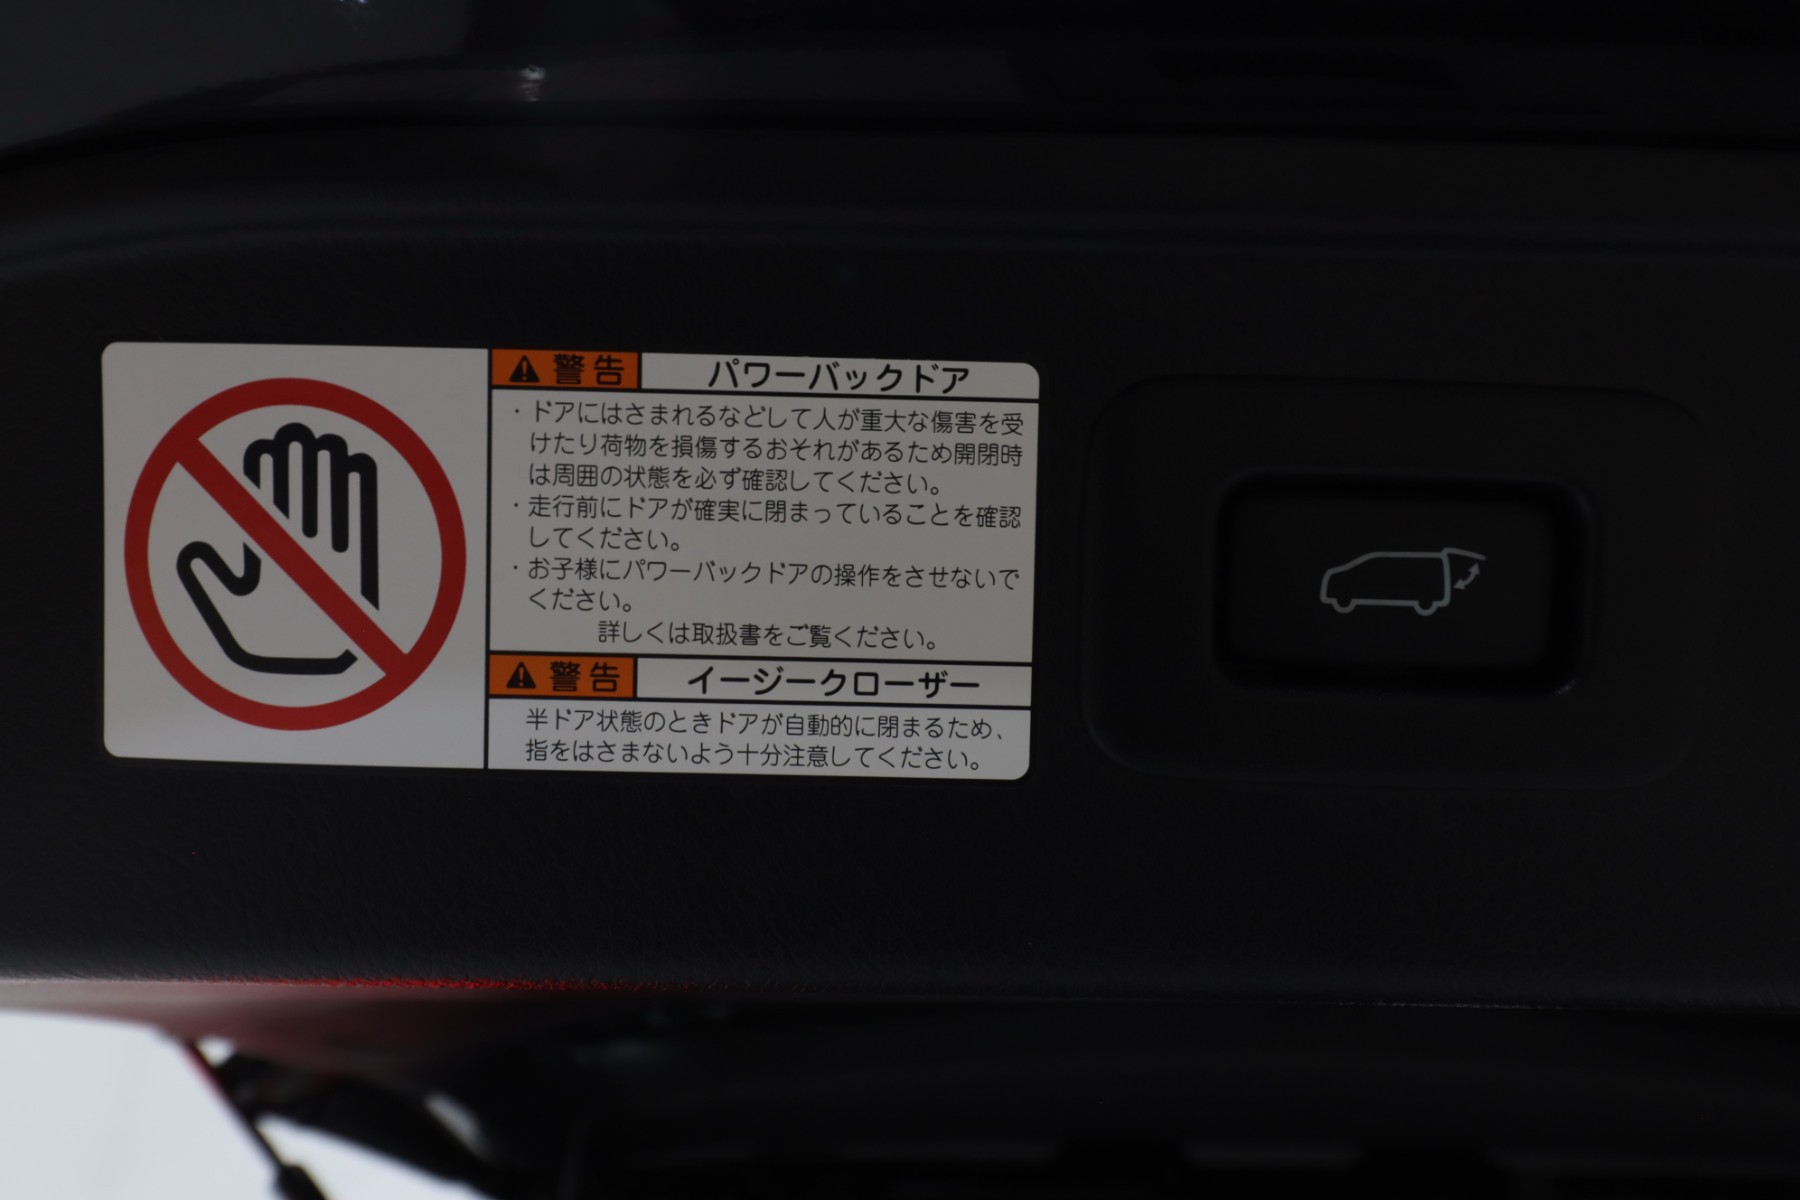 警告 パワーバックドア
・ドアにはさまれるなどして人が重大な傷害を受
けたり荷物を損傷するおそれがあるため開閉時
は周囲の状態を必ず確認してください。
・走行前にドアが確実に閉まっていることを確認
してください。
・お子様にパワーバックドアの操作をさせないで
ください。
詳しくは取扱書をご覧ください。
警告 イージークローザー
半ドア状態のときドアが自動的に閉まるため、
指をはさまないよう十分注意してください。